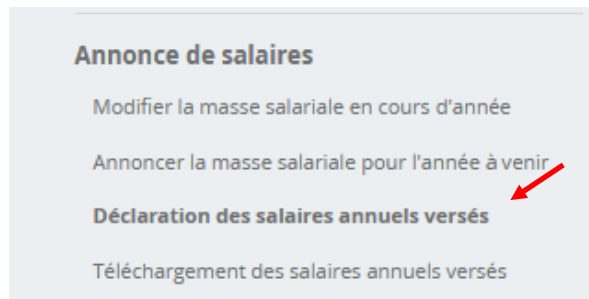 Annonce de salaires
Modifier la masse salariale en cours d'année
Annoncer la masse salariale pour l'année à venir
Déclaration des salaires annuels versés
Téléchargement des salaires annuels versés